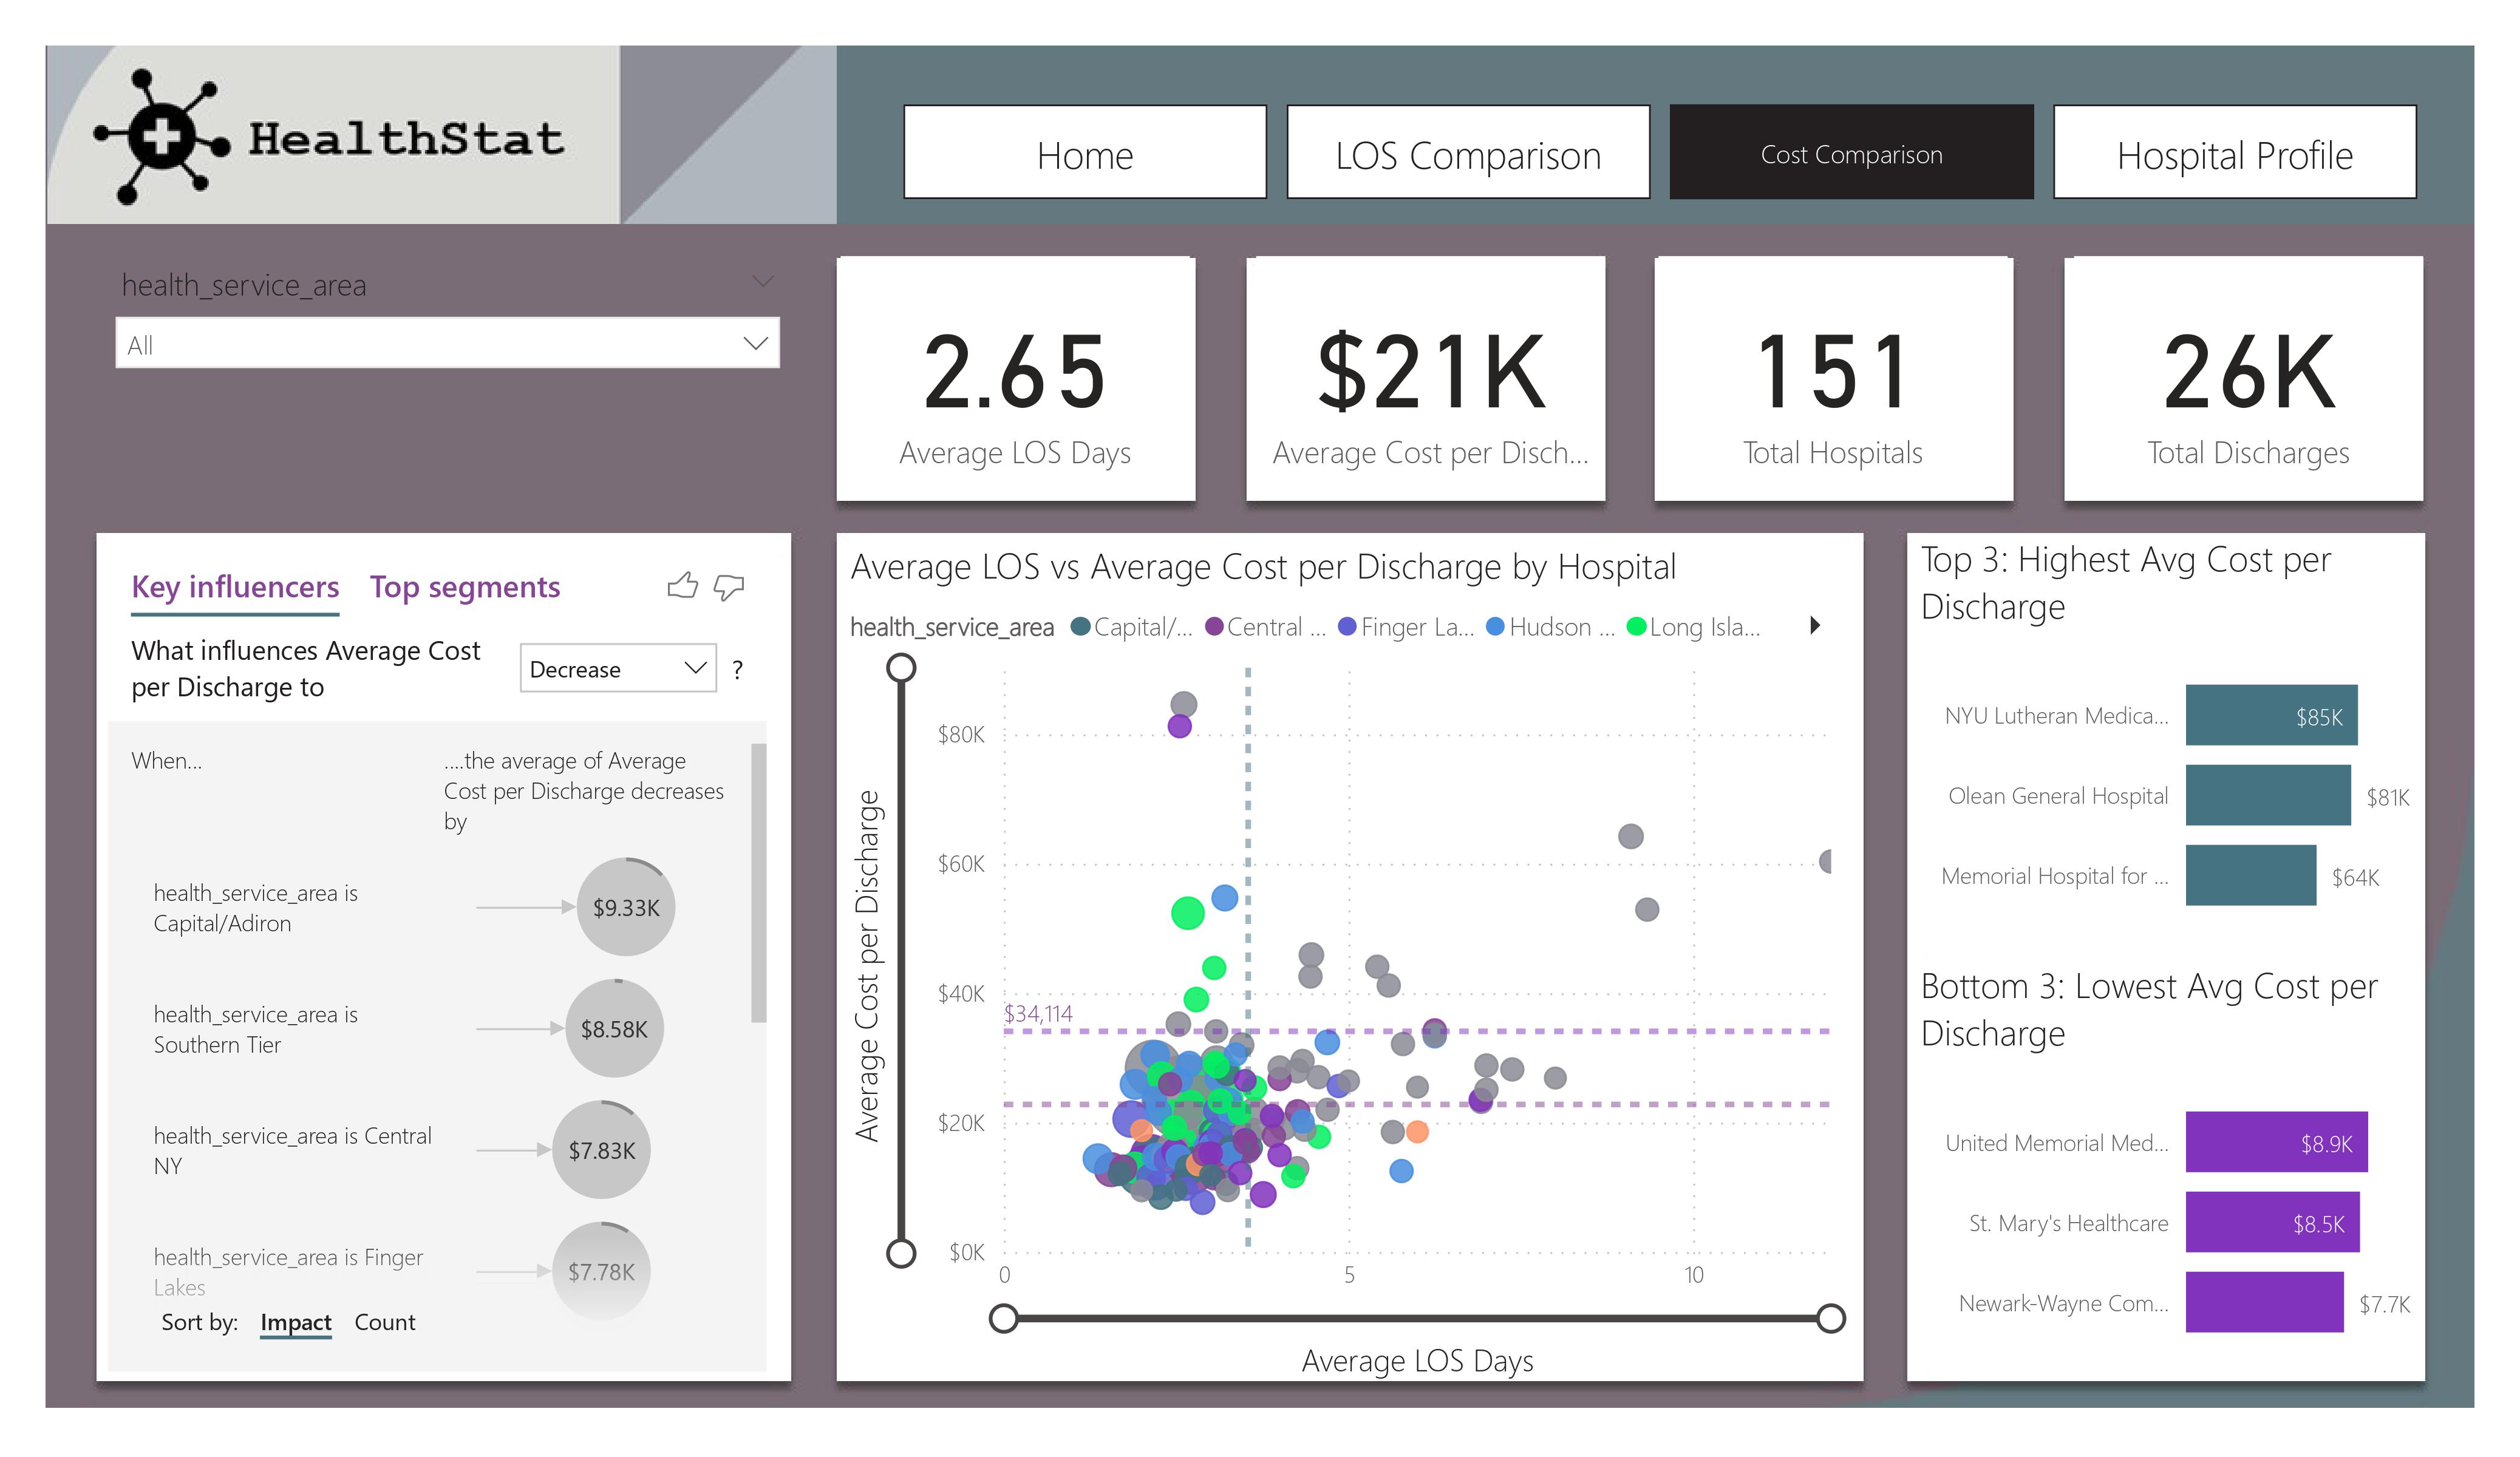 HealthStat
Home
LOS Comparison
Cost Comparison
Hospital Profile
health_service_area
All
2.65
Average LOS Days
$21K
Average Cost per Disch...
151
Total Hospitals
26K
Total Discharges
Key influencers
Top segments
What influences Average Cost
per Discharge to
Decrease
?
When...
....the average of Average
Cost per Discharge decreases
by
health_service_area is
Capital/Adiron
$9.33K
health_service_area is
Southern Tier
$8.58K
health_service_area is Central
NY
$7.83K
health_service_area is Finger
Lakes
$7.78K
Sort by: Impact Count
Average LOS vs Average Cost per Discharge by Hospital
health_service_area Capital/... Central ... Finger La... Hudson ... Long Isla...
Average Cost per Discharge
$80K
$60K
$40K
$34,114
$20K
$0K
0
5
10
Average LOS Days
Top 3: Highest Avg Cost per
Discharge
NYU Lutheran Medica...
$85K
Olean General Hospital
$81K
Memorial Hospital for ...
$64K
Bottom 3: Lowest Avg Cost per
Discharge
United Memorial Med...
$8.9K
St. Mary's Healthcare
$8.5K
Newark-Wayne Com...
$7.7K